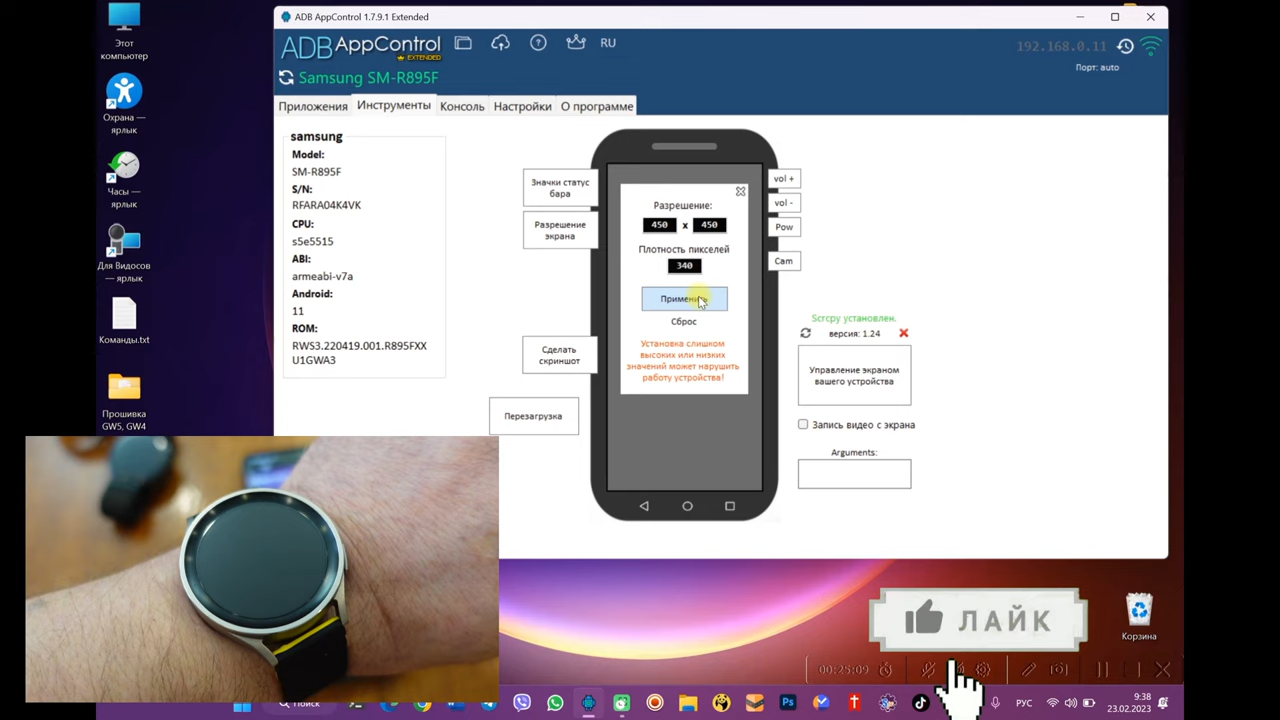 ADB AppControl 1.7.9.1 Extended
Этот
компьютер
ADB AppControl
EXTENDED
RU
192.168.0.11
Порт: auto
Samsung SM-R895F
Охрана —
ярлык
Приложения
Инструменты
Консоль
Настройки
О программе
samsung
Model:
SM-R895F
S/N:
RFARA04K4VK
CPU:
s5e5515
ABI:
armeabi-v7a
Android:
11
ROM:
RWS3.220419.001.R895FXX
U1GWA3
Часы —
ярлык
Для Видосов
— ярлык
Команды.txt
Прошивка
GW5, GW4
Значки статус
бара
Разрешение
экрана
Сделать
скриншот
Перезагрузка
Разрешение:
450 x 450
Плотность пикселей
340
Применить
Сброс
Установка слишком
высоких или низких
значений может нарушить
работу устройства!
vol +
vol -
Pow
Cam
Scrcpy установлен.
версия: 1.24
Управление экраном
вашего устройства
Запись видео с экрана
Arguments:
ЛАЙК
Корзина
00:25:09
Поиск
Ps
РУС
9:38
23.02.2023